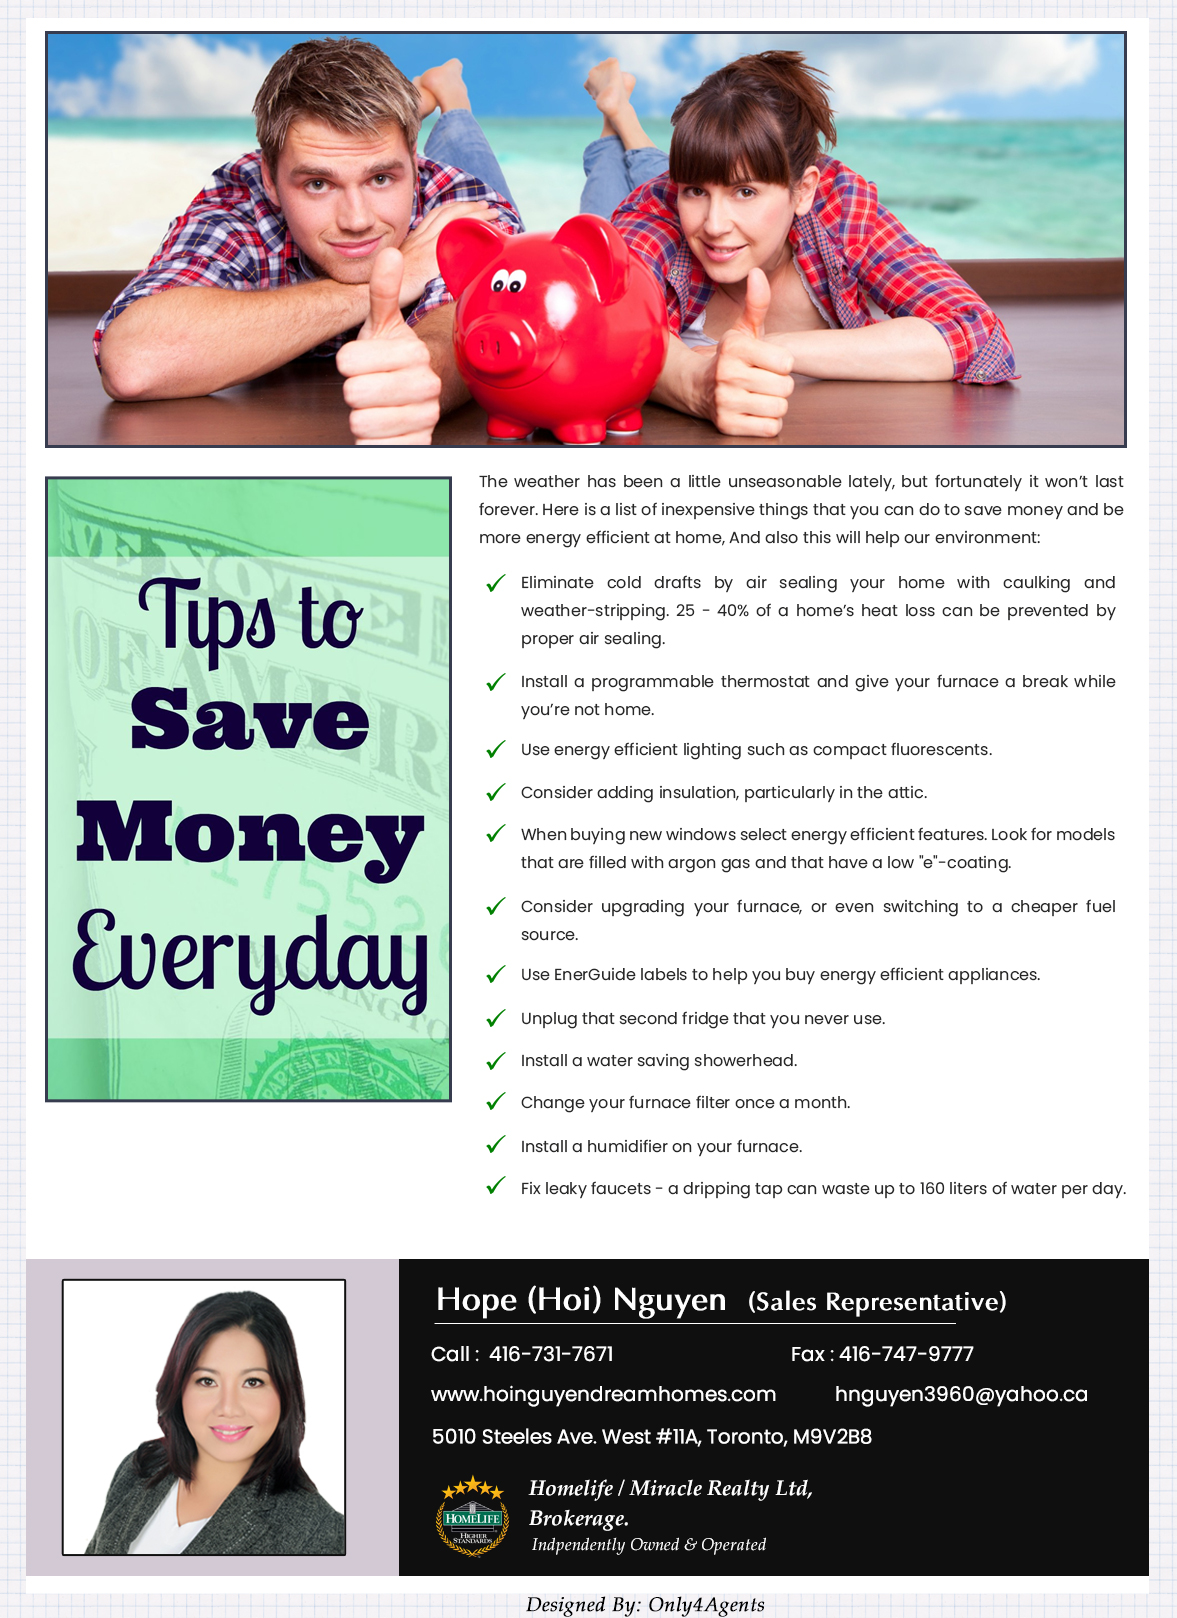 Tips to
Save
Money
Everyday
The weather has been a little unseasonable lately, but fortunately it won't last
forever. Here is a list of inexpensive things that you can do to save money and be
more energy efficient at home, And also this will help our environment:
Eliminate cold drafts by air sealing your home with caulking and
weather-stripping. 25 - 40% of a home's heat loss can be prevented by
proper air sealing.
Install a programmable thermostat and give your furnace a break while
you're not home.
Use energy efficient lighting such as compact fluorescents.
Consider adding insulation, particularly in the attic.
When buying new windows select energy efficient features. Look for models
that are filled with argon gas and that have a low "e"-coating.
Consider upgrading your furnace, or even switching to a cheaper fuel
source.
Use EnerGuide labels to help you buy energy efficient appliances.
Unplug that second fridge that you never use.
Install a water saving showerhead.
Change your furnace filter once a month.
Install a humidifier on your furnace.
Fix leaky faucets - a dripping tap can waste up to 160 liters of water per day.
Hope (Hoi) Nguyen (Sales Representative)
Call : 416-731-7671 Fax : 416-747-9777
www.hoinguyendreamhomes.com hnguyen3960@yahoo.ca
5010 Steeles Ave. West #11A, Toronto, M9V2B8
HOMELIFE
HIGHER
STANDARDS
Homelife / Miracle Realty Ltd,
Brokerage.
Indpendently Owned & Operated
Designed By: Only4Agents